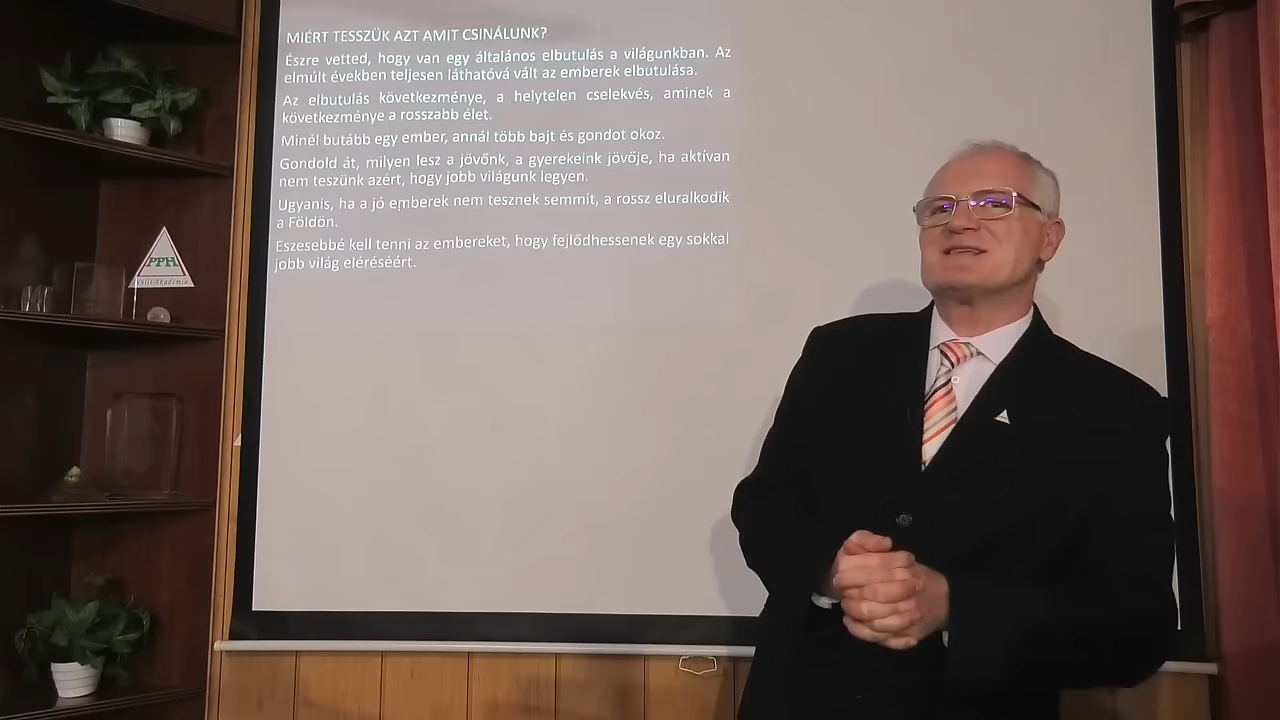 MIÉRT TESSZÜK AZT AMIT CSINÁLUNK?
Észre vetted, hogy van egy általános elbutulás a világunkban. Az
elmúlt években teljesen láthatóvá vált az emberek elbutulása.
Az elbutulás következménye, a helytelen cselekvés, aminek a
következménye a rosszabb élet.
Minél butább egy ember, annál több bajt és gondot okoz.
Gondold át, milyen lesz a jövőnk, a gyerekeink jövője, ha aktívan
nem teszünk azért, hogy jobb világunk legyen.
Ugyanis, ha a jó emberek nem tesznek semmit, a rossz eluralkodik
a Földön.
Eszesebbé kell tenni az embereket, hogy fejlődhessenek egy sokkal
jobb világ eléréséért.
PPH
Akadémia